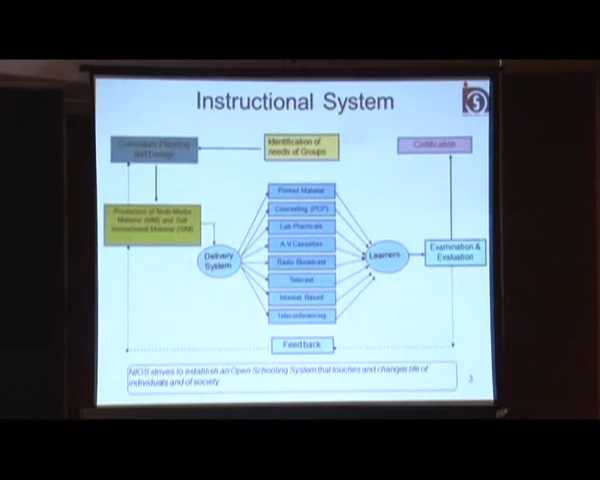 Instructional System
Curriculum Planning
and Design
Identification of
needs of Groups
Certification
Production of Multi Media
Material (MM) and Self
Instructional Material (SIM)
Printed Material
Counseling (PCP)
Lab Practicals
A.V.Cassettes
Radio Broadcast
Telecast
Internet Based
Teleconferencing
Delivery
System
Learners
Examination &
Evaluation
Feed back
NIOS strives to establish an Open Schooling System that touches and changes life of
individuals and of society
3